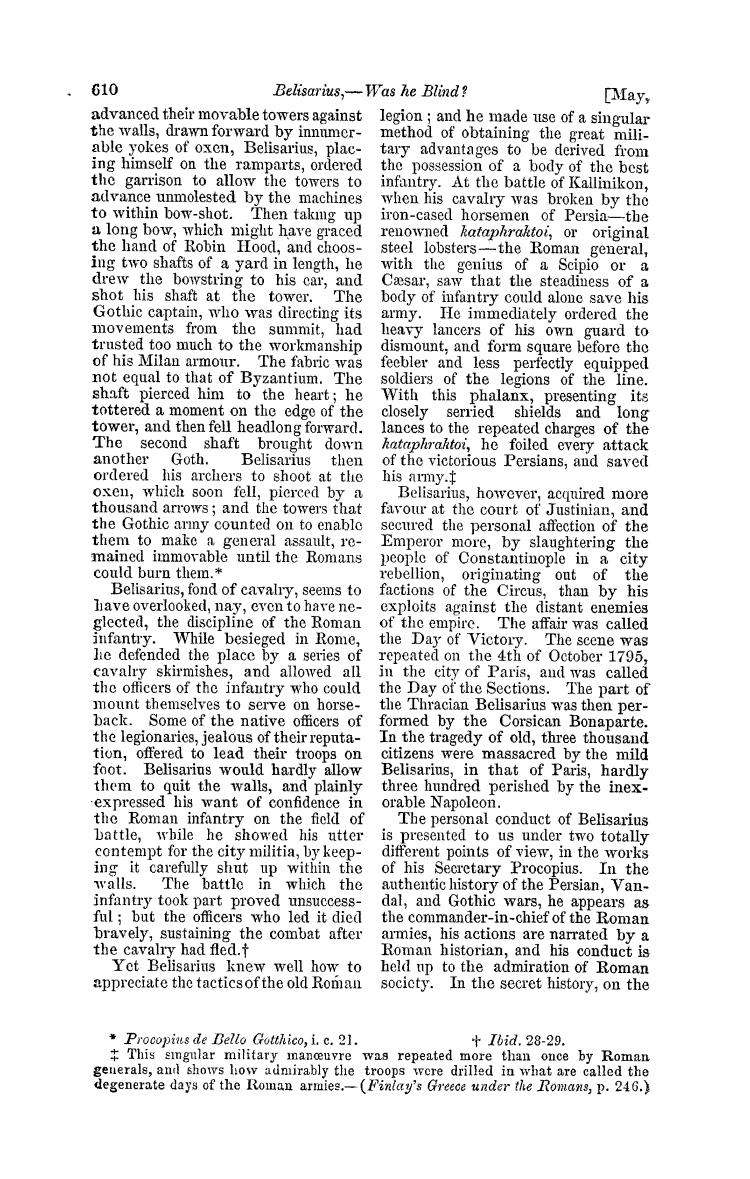 610 Belisarius,—Was he Blind? [May,
advanced their movable towers against
the walls, drawn forward by innumer-
able yokes of oxen, Belisarius, plac-
ing himself on the ramparts, ordered
the garrison to allow the towers to
advance unmolested by the machines
to within bow-shot. Then taking up
a long bow, which might have graced
the hand of Robin Hood, and choos-
ing two shafts of a yard in length, he
drew the bowstring to his ear, and
shot his shaft at the tower. The
Gothic captain, who was directing its
movements from the summit, had
trusted too much to the workmanship
of his Milan armour. The fabric was
not equal to that of Byzantium. The
shaft pierced him to the heart; he
tottered a moment on the edge of the
tower, and then fell headlong forward.
The second shaft brought down
another Goth. Belisarius then
ordered his archers to shoot at the
oxen, which soon fell, pierced by a
thousand arrows; and the towers that
the Gothic army counted on to enable
them to make a general assault, re-
mained immovable until the Romans
could burn them.*
Belisarius, fond of cavalry, seems to
have overlooked, nay, even to have ne-
glected, the discipline of the Roman
infantry. While besieged in Rome,
he defended the place by a series of
cavalry skirmishes, and allowed all
the officers of the infantry who could
mount themselves to serve on horse-
back. Some of the native officers of
the legionaries, jealous of their reputa-
tion, offered to lead their troops on
foot. Belisarius would hardly allow
them to quit the walls, and plainly
expressed his want of confidence in
the Roman infantry on the field of
battle, while he showed his utter
contempt for the city militia, by keep-
ing it carefully shut up within the
walls. The battle in which the
infantry took part proved unsuccess-
ful; but the officers who led it died
bravely, sustaining the combat after
the cavalry had fled.†
Yet Belisarius knew well how to
appreciate the tactics of the old Roman
legion; and he made use of a singular
method of obtaining the great mili-
tary advantages to be derived from
the possession of a body of the best
infantry. At the battle of Kallinikon,
when his cavalry was broken by the
iron-cased horsemen of Persia—the
renowned kataphraktoi, or original
steel lobsters—the Roman general,
with the genius of a Scipio or a
Cæsar, saw that the steadiness of a
body of infantry could alone save his
army. He immediately ordered the
heavy lancers of his own guard to
dismount, and form square before the
feebler and less perfectly equipped
soldiers of the legions of the line.
With this phalanx, presenting its
closely serried shields and long
lances to the repeated charges of the
kataphraktoi, he foiled every attack
of the victorious Persians, and saved
his army.‡
Belisarius, however, acquired more
favour at the court of Justinian, and
secured the personal affection of the
Emperor more, by slaughtering the
people of Constantinople in a city
rebellion, originating out of the
factions of the Circus, than by his
exploits against the distant enemies
of the empire. The affair was called
the Day of Victory. The scene was
repeated on the 4th of October 1795,
in the city of Paris, and was called
the Day of the Sections. The part of
the Thracian Belisarius was then per-
formed by the Corsican Bonaparte.
In the tragedy of old, three thousand
citizens were massacred by the mild
Belisarius, in that of Paris, hardly
three hundred perished by the inex-
orable Napoleon.
The personal conduct of Belisarius
is presented to us under two totally
different points of view, in the works
of his Secretary Procopius. In the
authentic history of the Persian, Van-
dal, and Gothic wars, he appears as
the commander-in-chief of the Roman
armies, his actions are narrated by a
Roman historian, and his conduct is
held up to the admiration of Roman
society. In the secret history, on the
* Procopius de Bello Gotthico, i. c. 21. † Ibid. 28-29.
‡ This singular military manœuvre was repeated more than once by Roman
generals, and shows how admirably the troops were drilled in what are called the
degenerate days of the Roman armies.—(Finlay's Greece under the Romans, p. 246.)